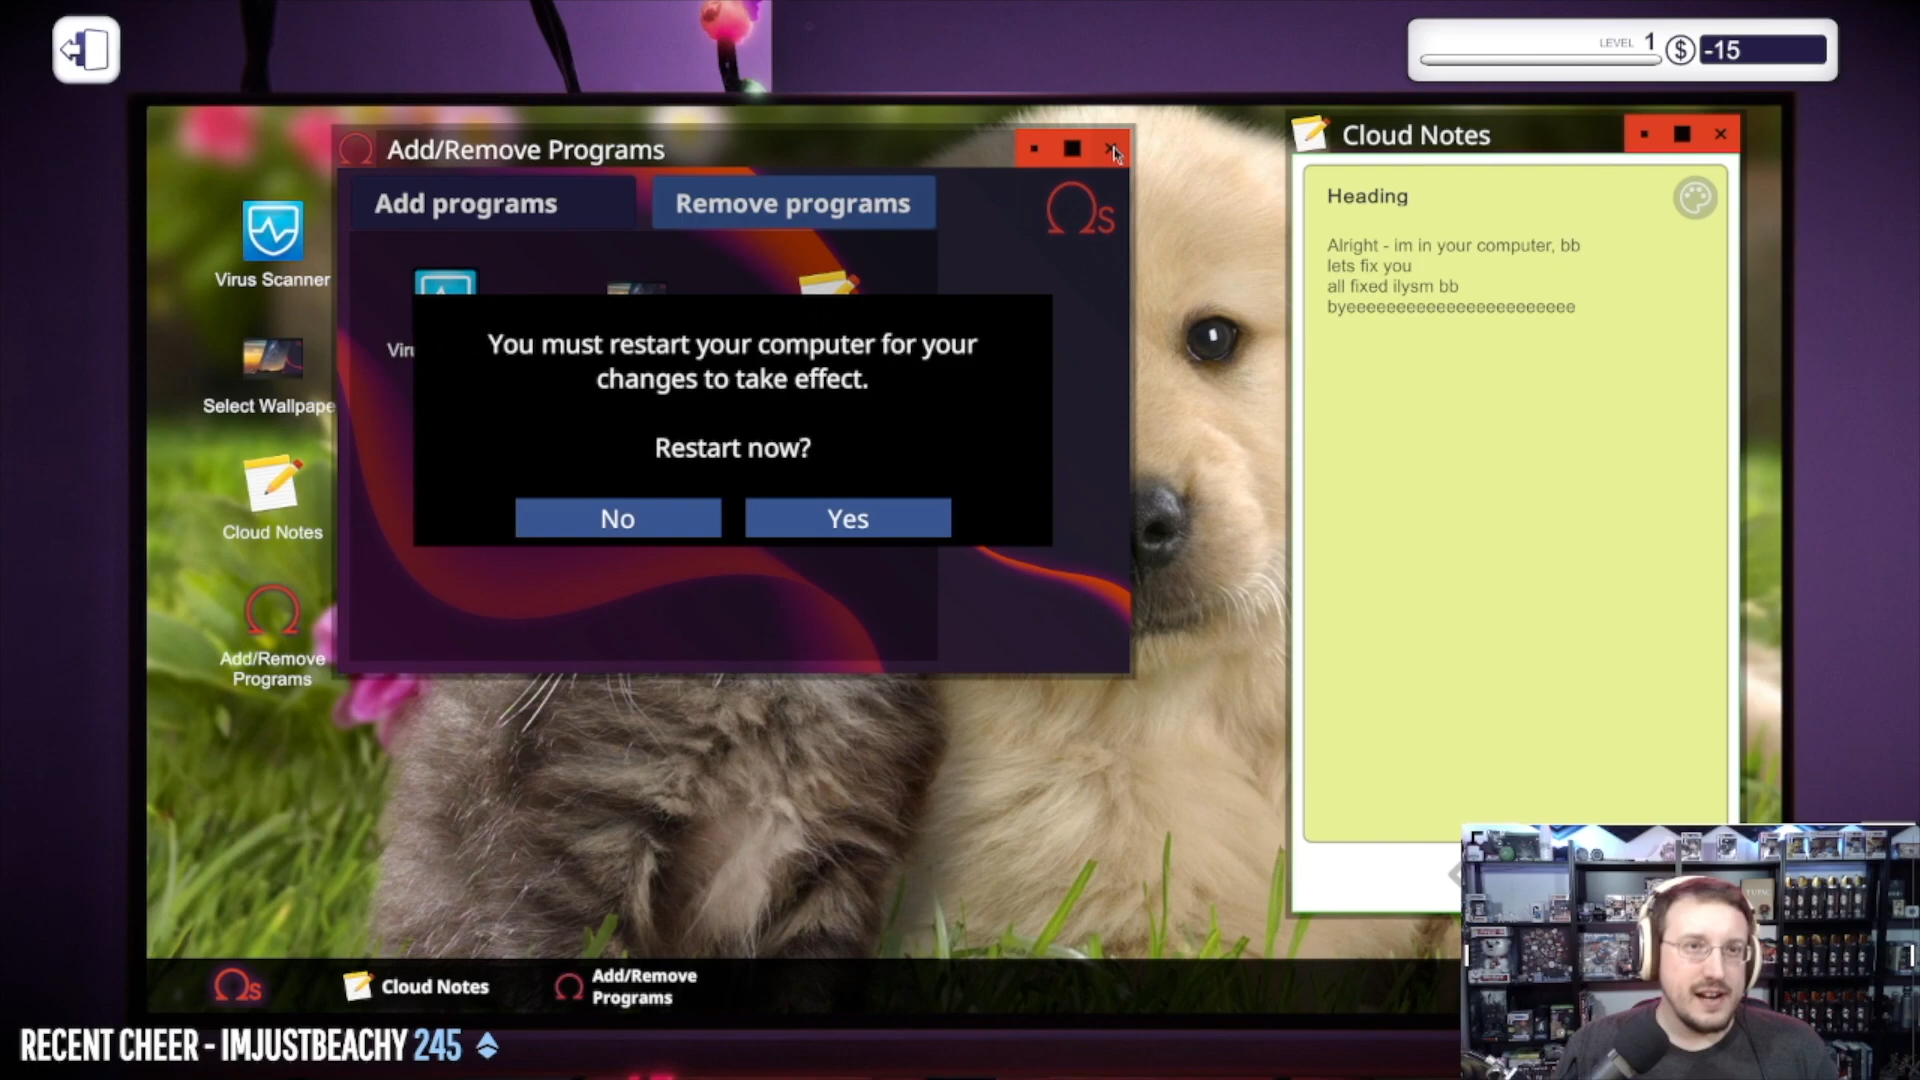 LEVEL 1
-15
Add/Remove Programs
Cloud Notes
Add programs
Remove programs
ΩS
Heading
Alright - im in your computer, bb
lets fix you
all fixed ilysm bb
byeeeeeeeeeeeeeeeeeeeeeee
Virus Scanner
Viru
You must restart your computer for your
changes to take effect.
Restart now?
No
Yes
Select Wallpape
Cloud Notes
Add/Remove
Programs
ΩS
Cloud Notes
Add/Remove
Programs
RECENT CHEER - IMJUSTBEACHY 245